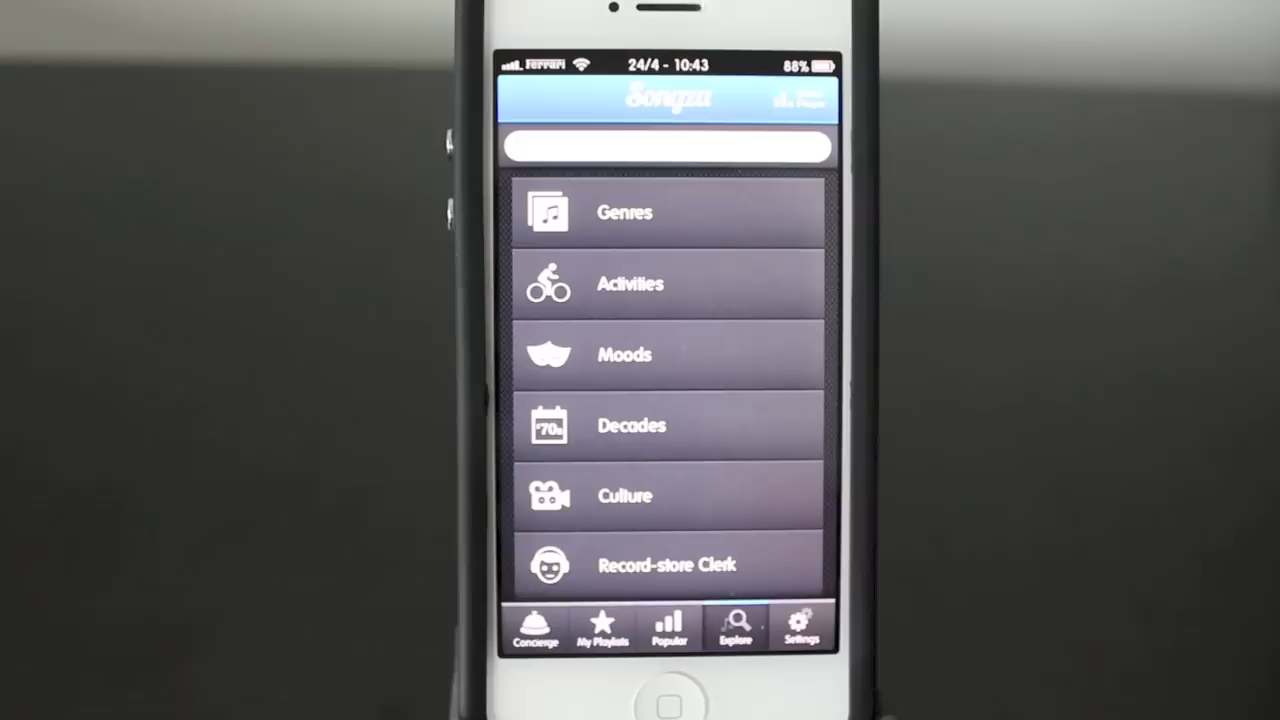 Ferrari 24/4 - 10:43 88%
Songza
Genres
Activities
Moods
'70s Decades
Culture
Record-store Clerk
Concierge My Playlists Popular Explore Settings